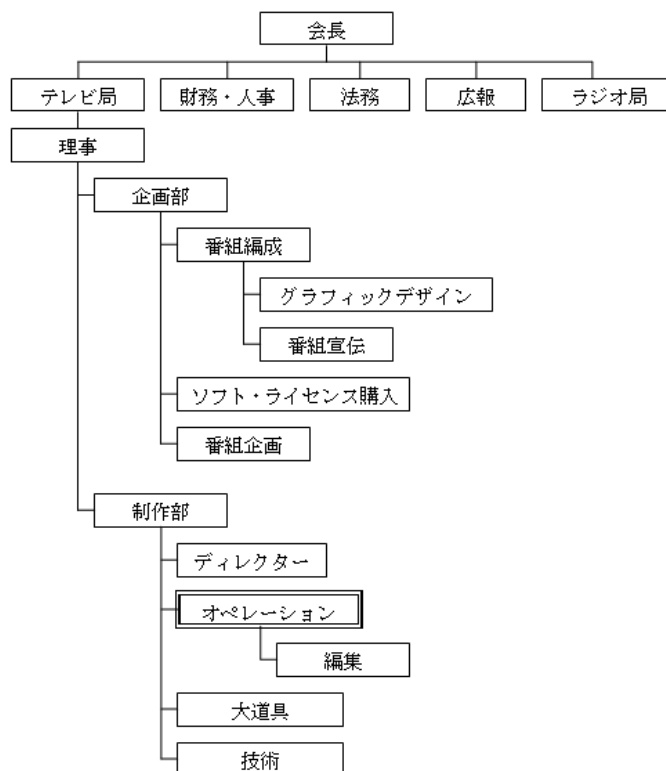 会長
テレビ局
財務・人事
法務
広報
ラジオ局
理事
企画部
番組編成
グラフィックデザイン
番組宣伝
ソフト・ライセンス購入
番組企画
制作部
ディレクター
オペレーション
編集
大道具
技術